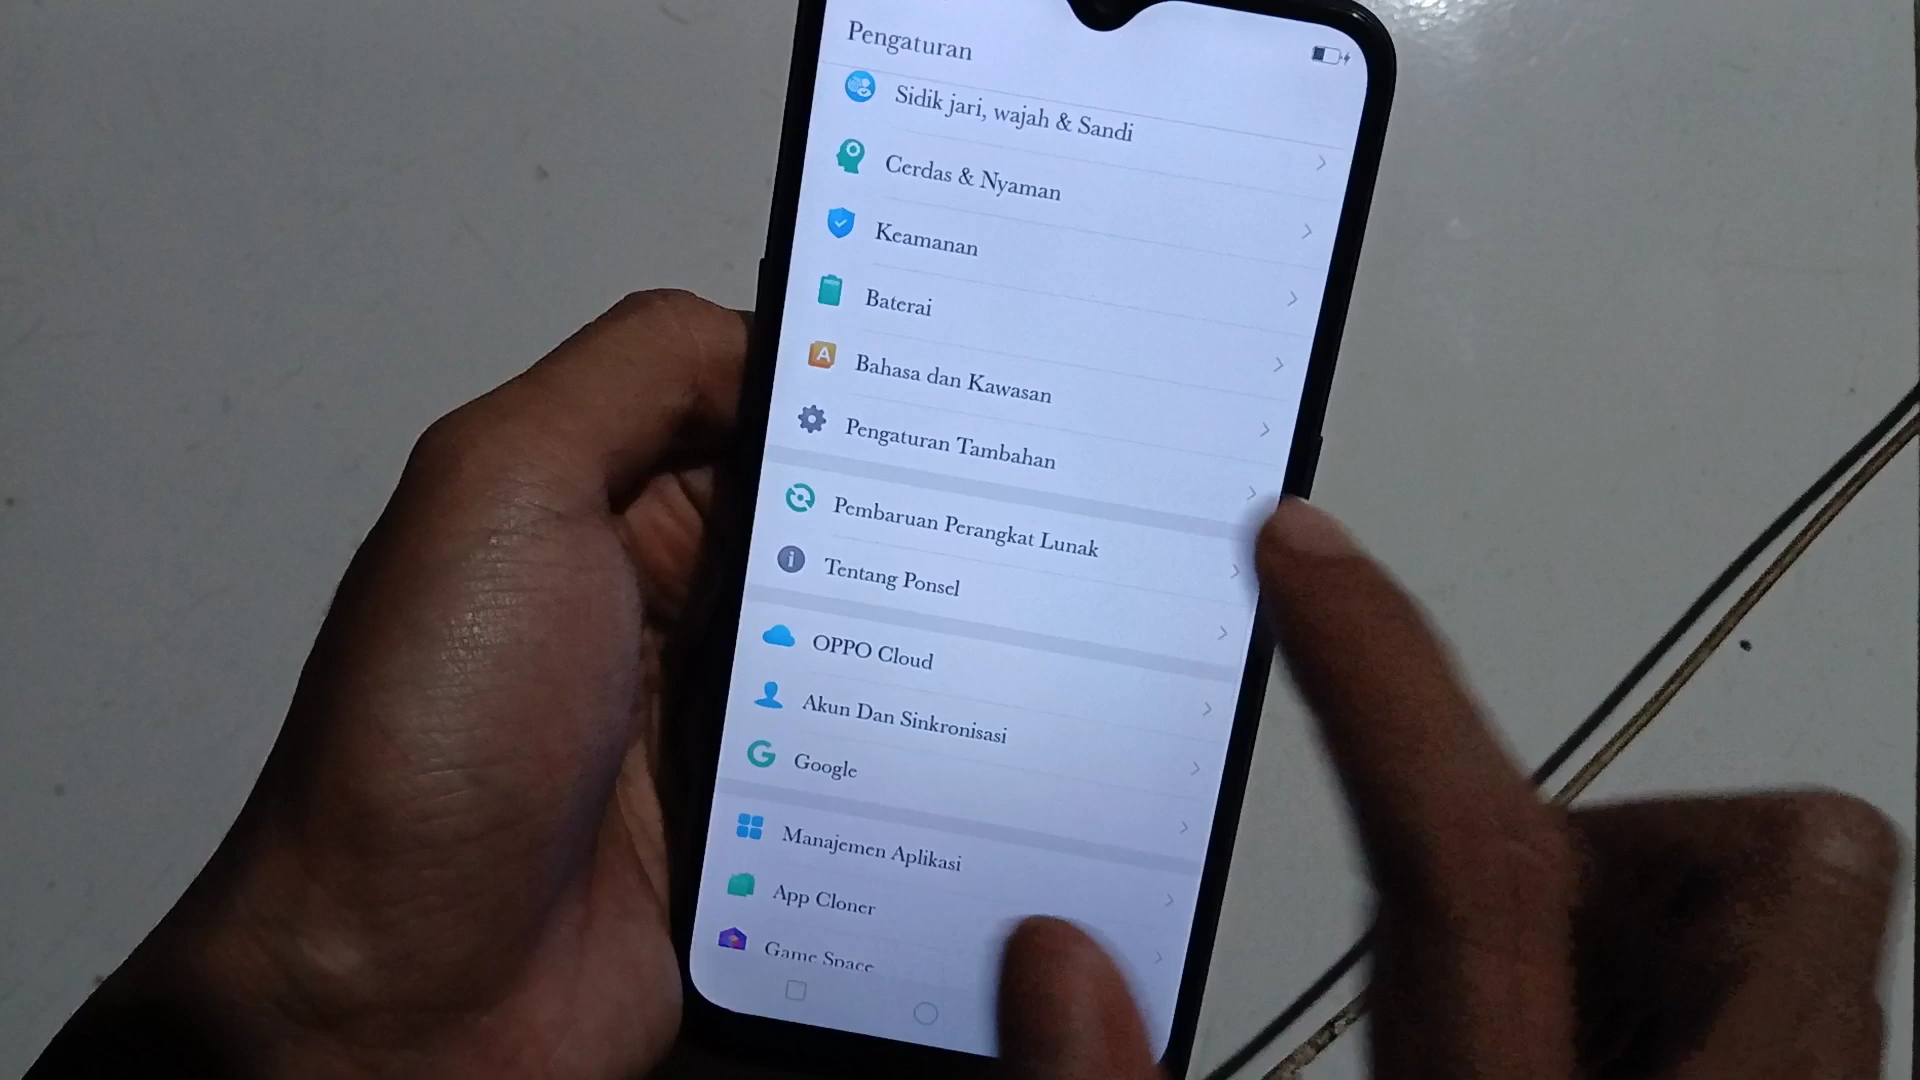 Pengaturan
Sidik jari, wajah & Sandi
Cerdas & Nyaman
Keamanan
Baterai
A
Bahasa dan Kawasan
Pengaturan Tambahan
Pembaruan Perangkat Lunak
Tentang Ponsel
OPPO Cloud
Akun Dan Sinkronisasi
G
Google
Manajemen Aplikasi
App Cloner
Game Space